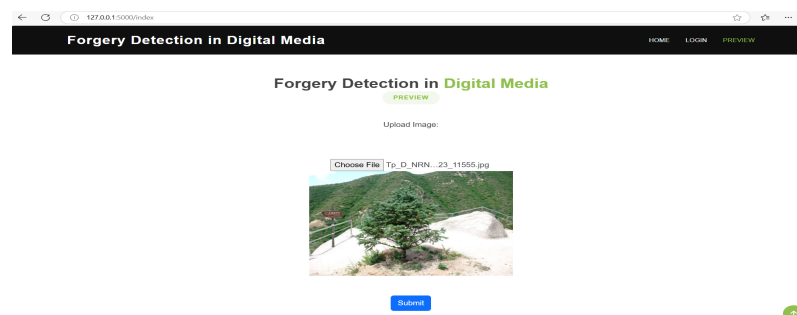 127.0.0.1:5000/index
Forgery Detection in Digital Media
HOME LOGIN PREVIEW
Forgery Detection in Digital Media
PREVIEW
Upload Image:
Choose File Tp_D_NRN...23_11555.jpg
Submit